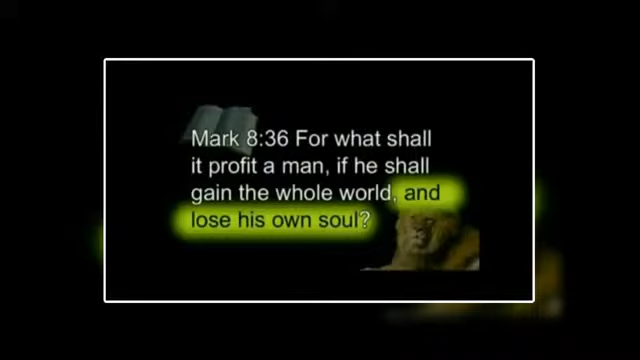 Mark 8:36 For what shall
it profit a man, if he shall
gain the whole world, and
lose his own soul?